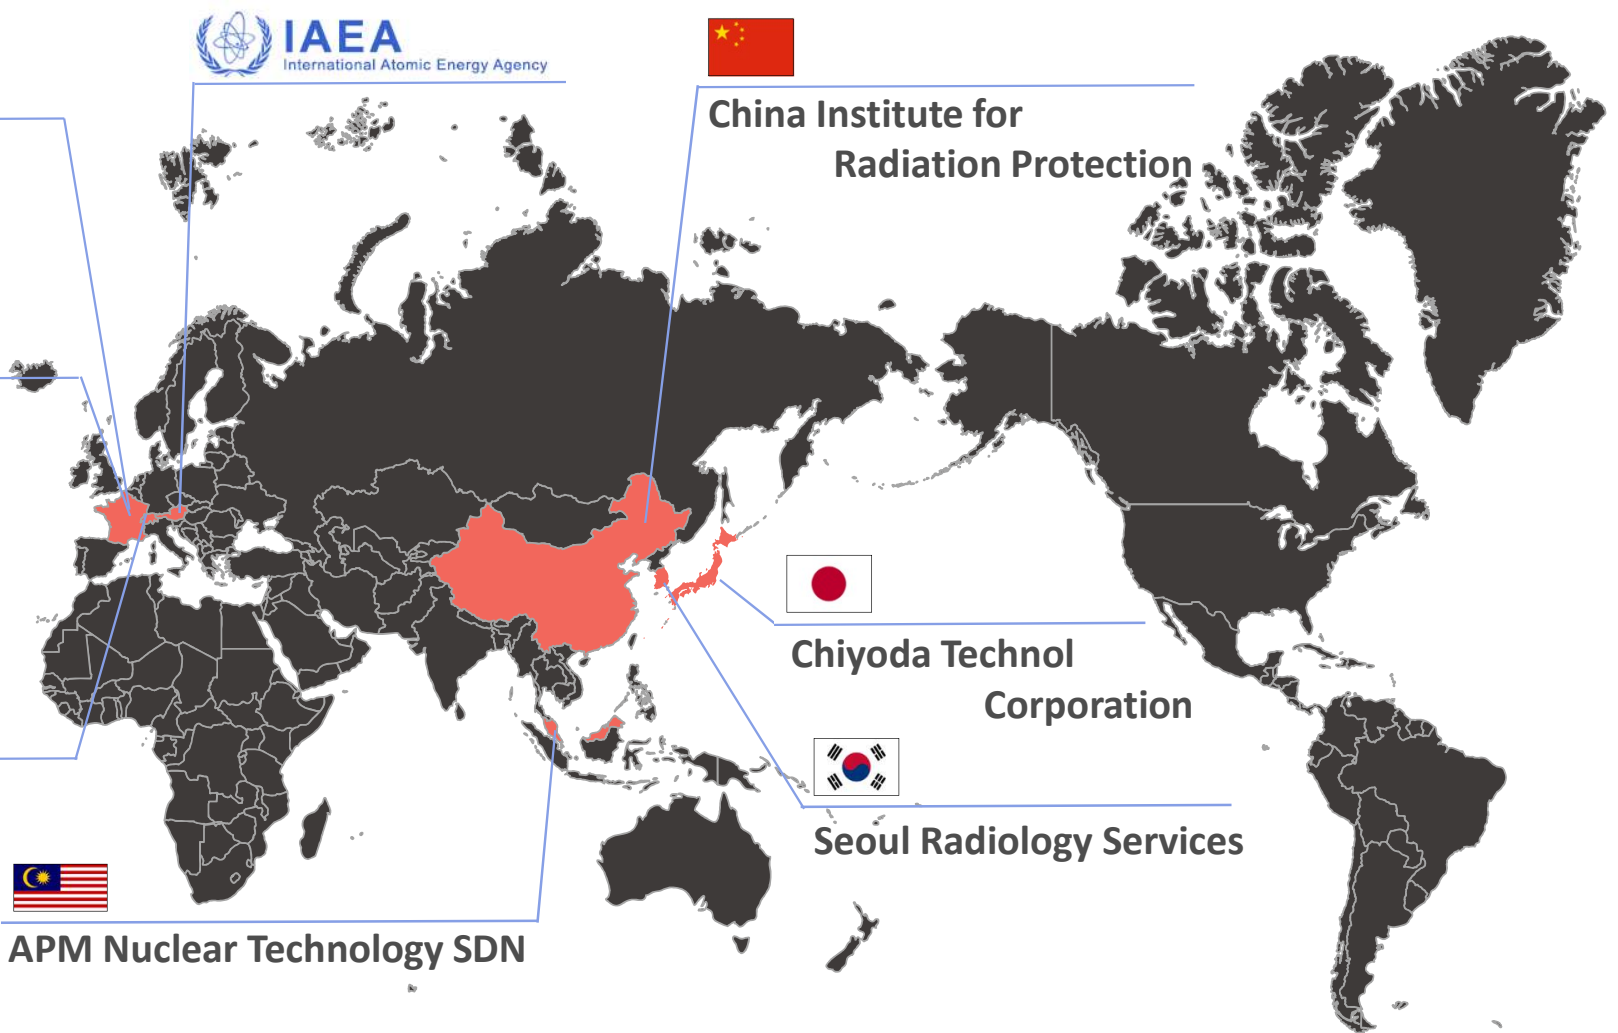 IAEA
International Atomic Energy Agency
China Institute for
Radiation Protection
Chiyoda Technol
Corporation
Seoul Radiology Services
APM Nuclear Technology SDN